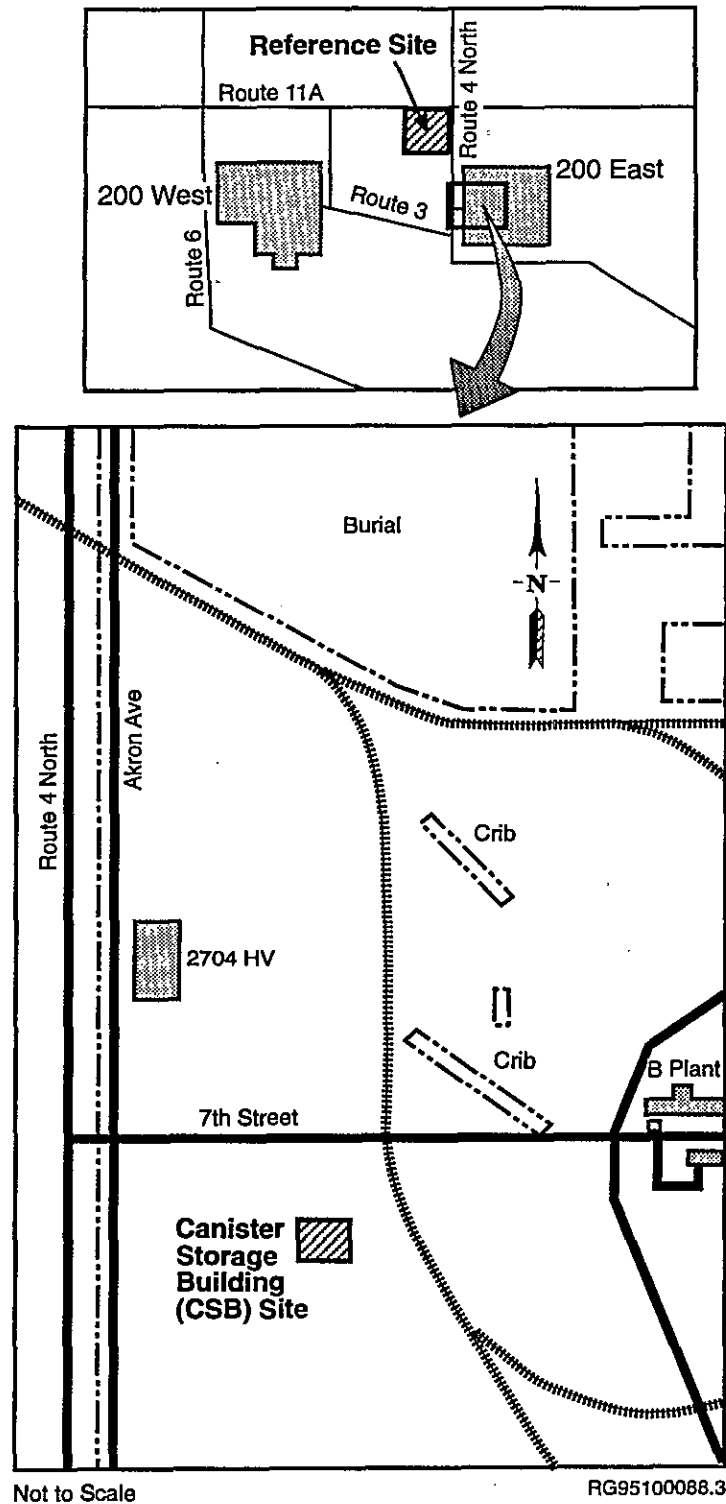 Reference Site
Route 11A
Route 4 North
200 West
200 East
Route 3
Route 6
Burial
N
Akron Ave
Route 4 North
Crib
2704 HV
Crib
B Plant
7th Street
Canister
Storage
Building
(CSB) Site
Not to Scale
RG95100088.3